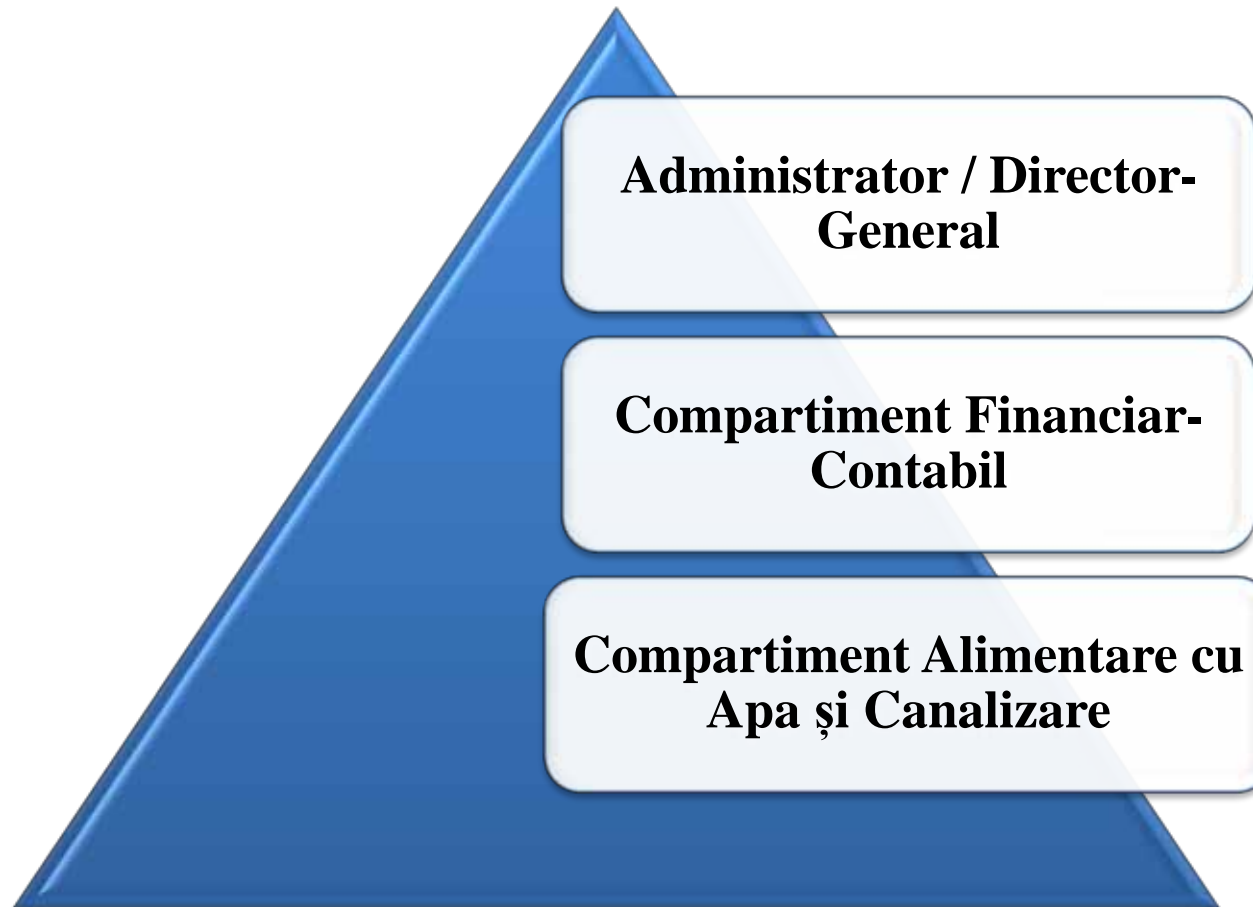 Administrator / Director-
General
Compartiment Financiar-
Contabil
Compartiment Alimentare cu
Apa și Canalizare